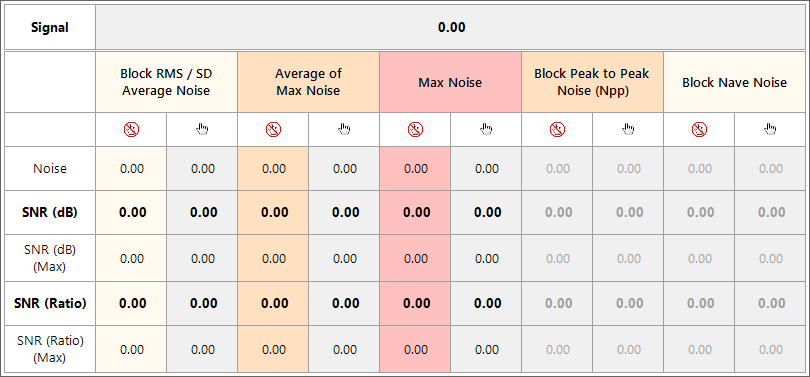 Signal 0.00
Block RMS / SD Average of Max Noise Block Peak to Peak Block Nave Noise
Average Noise Max Noise Noise (Npp)
Noise 0.00 0.00 0.00 0.00 0.00 0.00 0.00 0.00 0.00 0.00
SNR (dB) 0.00 0.00 0.00 0.00 0.00 0.00 0.00 0.00 0.00 0.00
SNR (dB)
(Max) 0.00 0.00 0.00 0.00 0.00 0.00 0.00 0.00 0.00 0.00
SNR (Ratio) 0.00 0.00 0.00 0.00 0.00 0.00 0.00 0.00 0.00 0.00
SNR (Ratio)
(Max) 0.00 0.00 0.00 0.00 0.00 0.00 0.00 0.00 0.00 0.00